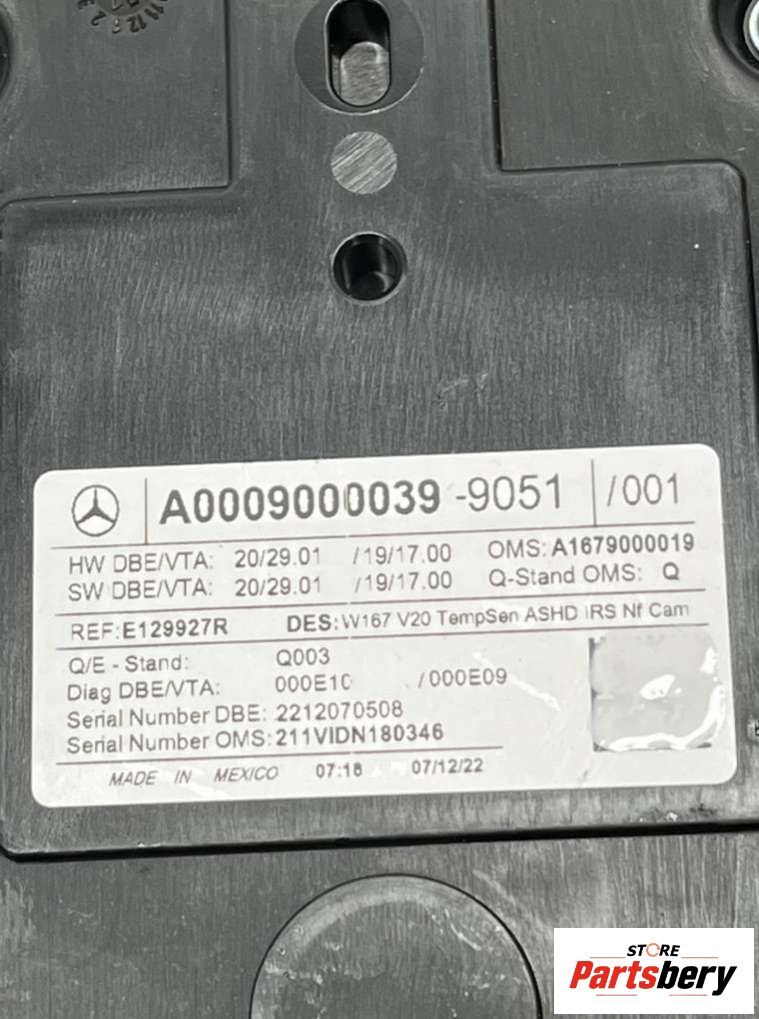 A0009000039 -9051 /001
HW DBE/VTA: 20/29.01 /19/17.00 OMS: A1679000019
SW DBE/VTA: 20/29.01 /19/17.00 Q-Stand OMS: Q
REF:E129927R DES:W167 V20 TempSen ASHD IRS Nf Cam
Q/E - Stand: Q003
Diag DBE/VTA: 000E10 /000E09
Serial Number DBE: 2212070508
Serial Number OMS: 211VIDN180346
MADE IN MEXICO 07:18 07/12/22
STORE
Partsbery